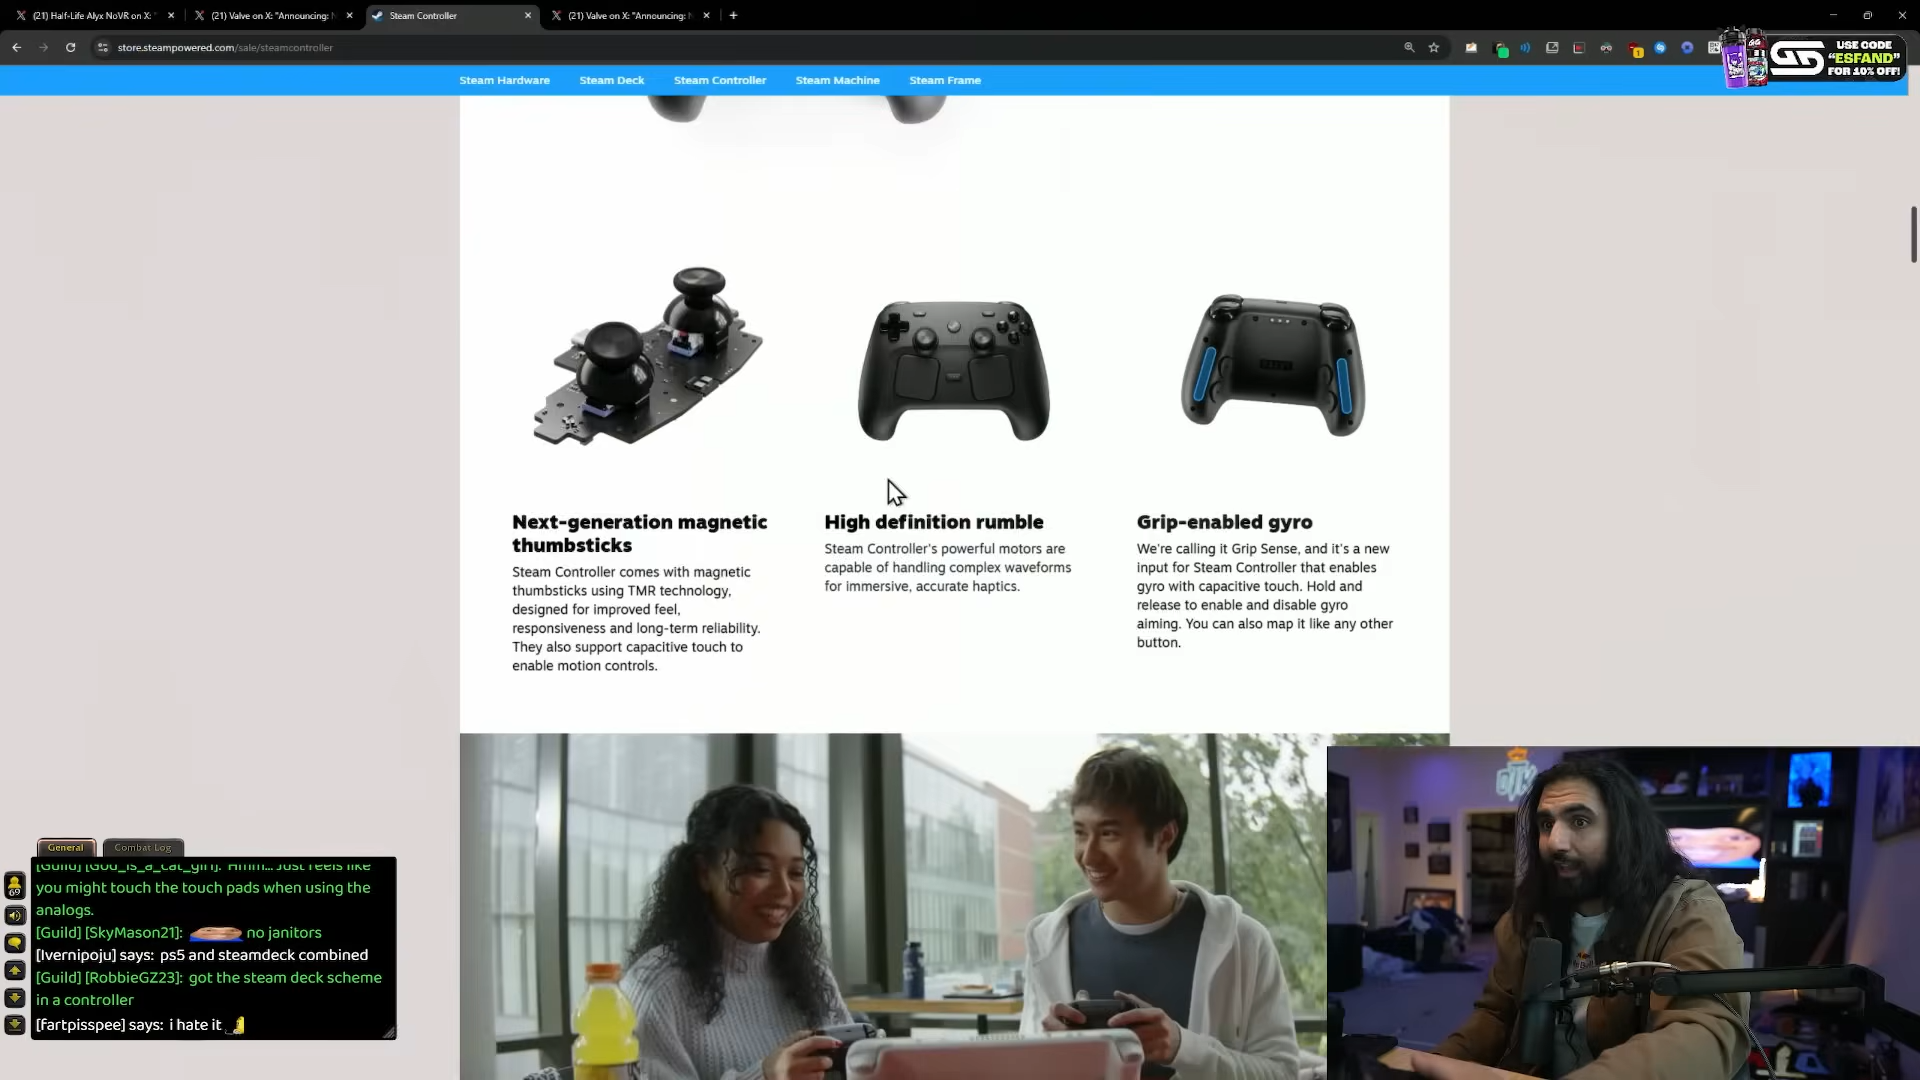 (21) Half-Life Alyx NoVR on X: "
(21) Valve on X: "Announcing:
Steam Controller
(21) Valve on X: "Announcing:
store.steampowered.com/sale/steamcontroller
USE CODE
"ESFAND"
FOR 10% OFF!
Steam Hardware
Steam Deck
Steam Controller
Steam Machine
Steam Frame
Next-generation magnetic
thumbsticks
Steam Controller comes with magnetic
thumbsticks using TMR technology,
designed for improved feel,
responsiveness and long-term reliability.
They also support capacitive touch to
enable motion controls.
High definition rumble
Steam Controller's powerful motors are
capable of handling complex waveforms
for immersive, accurate haptics.
Grip-enabled gyro
We're calling it Grip Sense, and it's a new
input for Steam Controller that enables
gyro with capacitive touch. Hold and
release to enable and disable gyro
aiming. You can also map it like any other
button.
General
Combat Log
69
[Guild] [God_is_a_cat_girl]: Hmm... Just feels like
you might touch the touch pads when using the
analogs.
[Guild] [SkyMason21]: no janitors
[Ivernipoju] says: ps5 and steamdeck combined
[Guild] [RobbieGZ23]: got the steam deck scheme
in a controller
[fartpisspee] says: i hate it